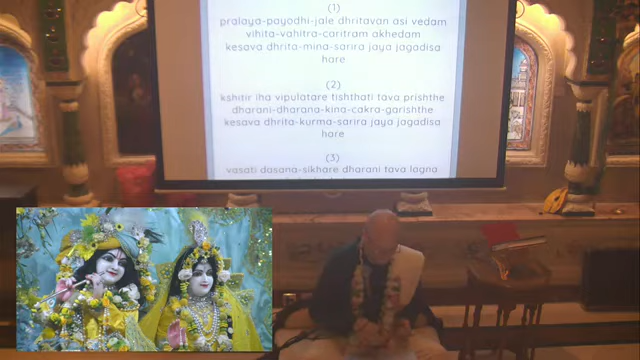 (1)
pralaya-payodhi-jale dhritavan asi vedam
vihita-vahitra-caritram akhedam
kesava dhrita-mina-sarira jaya jagadisa
hare
(2)
kshitir iha vipulatare tishthati tava prishthe
dharani-dharana-kina-cakra-garishthe
kesava dhrita-kurma-sarira jaya jagadisa
hare
(3)
vasati dasana-sikhare dharani tava lagna